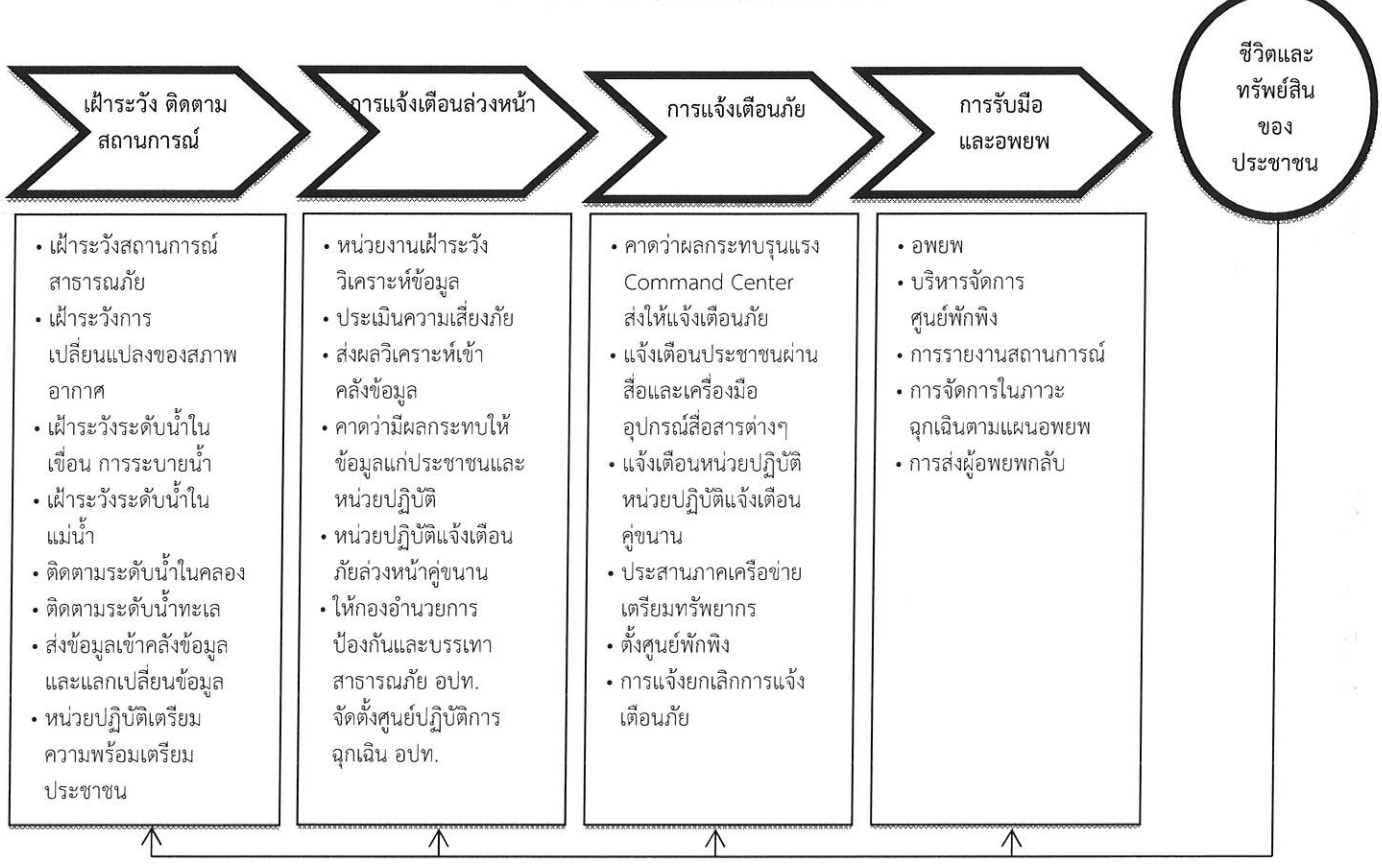 เฝ้าระวัง ติดตาม
สถานการณ์
การแจ้งเตือนล่วงหน้า
การแจ้งเตือนภัย
การรับมือ
และอพยพ
ชีวิตและ
ทรัพย์สิน
ของ
ประชาชน
• เฝ้าระวังสถานการณ์
สาธารณภัย
• เฝ้าระวังการ
เปลี่ยนแปลงของสภาพ
อากาศ
• เฝ้าระวังระดับน้ำใน
เขื่อน การระบายน้ำ
• เฝ้าระวังระดับน้ำใน
แม่น้ำ
• ติดตามระดับน้ำในคลอง
• ติดตามระดับน้ำทะเล
• ส่งข้อมูลเข้าคลังข้อมูล
และแลกเปลี่ยนข้อมูล
• หน่วยปฏิบัติเตรียม
ความพร้อมเตรียม
ประชาชน
• หน่วยงานเฝ้าระวัง
วิเคราะห์ข้อมูล
• ประเมินความเสี่ยงภัย
• ส่งผลวิเคราะห์เข้า
คลังข้อมูล
• คาดว่ามีผลกระทบให้
ข้อมูลแก่ประชาชนและ
หน่วยปฏิบัติ
• หน่วยปฏิบัติแจ้งเตือน
ภัยล่วงหน้าคู่ขนาน
• ให้กองอำนวยการ
ป้องกันและบรรเทา
สาธารณภัย อปท.
จัดตั้งศูนย์ปฏิบัติการ
ฉุกเฉิน อปท.
• คาดว่าผลกระทบรุนแรง
Command Center
ส่งให้แจ้งเตือนภัย
• แจ้งเตือนประชาชนผ่าน
สื่อและเครื่องมือ
อุปกรณ์สื่อสารต่างๆ
• แจ้งเตือนหน่วยปฏิบัติ
หน่วยปฏิบัติแจ้งเตือน
คู่ขนาน
• ประสานภาคเครือข่าย
เตรียมทรัพยากร
• ตั้งศูนย์พักพิง
• การแจ้งยกเลิกการแจ้ง
เตือนภัย
• อพยพ
• บริหารจัดการ
ศูนย์พักพิง
• การรายงานสถานการณ์
• การจัดการในภาวะ
ฉุกเฉินตามแผนอพยพ
• การส่งผู้อพยพกลับ